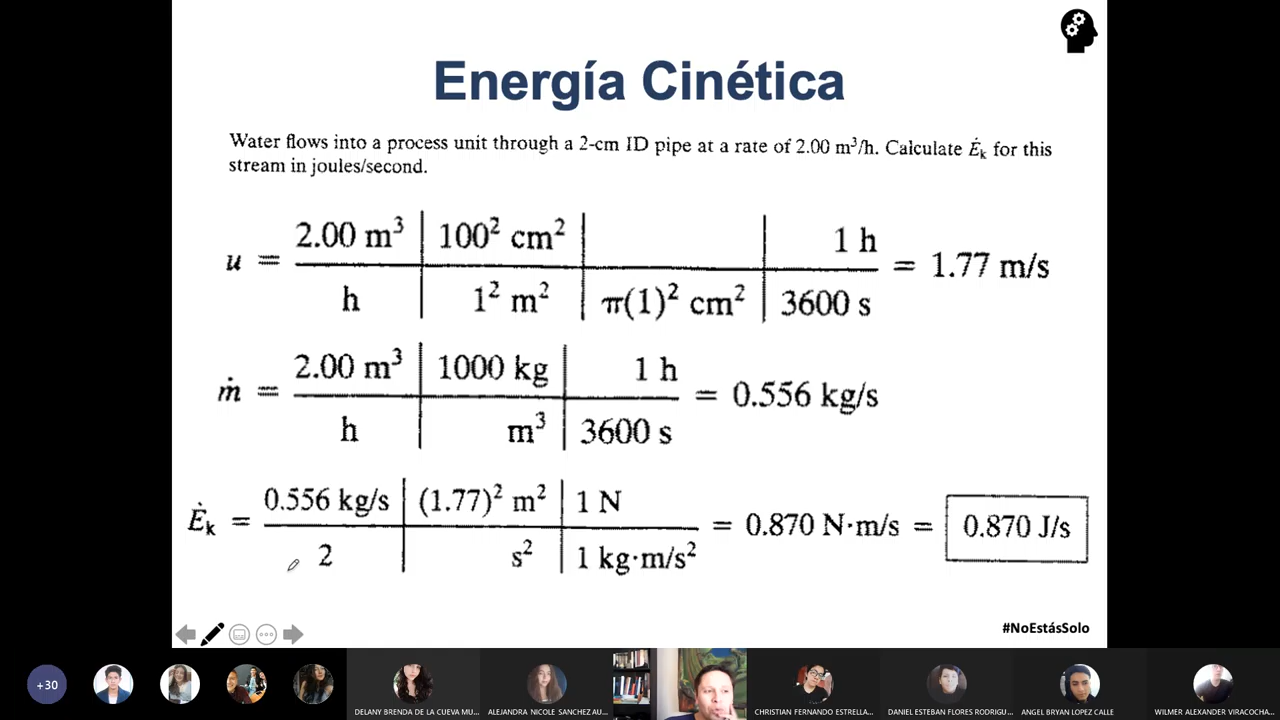 Energía Cinética
Water flows into a process unit through a 2-cm ID pipe at a rate of 2.00 m³/h. Calculate Ėk for this
stream in joules/second.
u = 2.00 m³ | 100² cm² | | 1 h = 1.77 m/s
h | 1² m² | π(1)² cm² | 3600 s
ṁ = 2.00 m³ | 1000 kg | 1 h = 0.556 kg/s
h | m³ | 3600 s
Ėk = 0.556 kg/s | (1.77)² m² | 1 N = 0.870 N·m/s = 0.870 J/s
2 | s² | 1 kg·m/s²
#NoEstásSolo
+30
DELANY BRENDA DE LA CUEVA MU...
ALEJANDRA NICOLE SANCHEZ AU...
CHRISTIAN FERNANDO ESTRELLA...
DANIEL ESTEBAN FLORES RODRIGU...
ANGEL BRYAN LOPEZ CALLE
WILMER ALEXANDER VIRACOCHA...